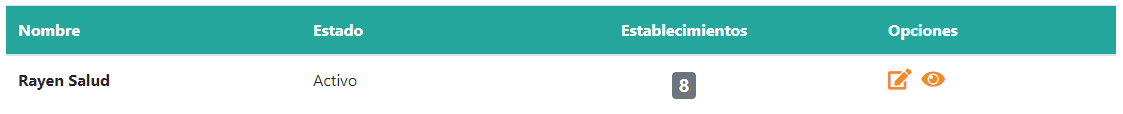 Nombre Estado Establecimientos Opciones
Rayen Salud Activo 8